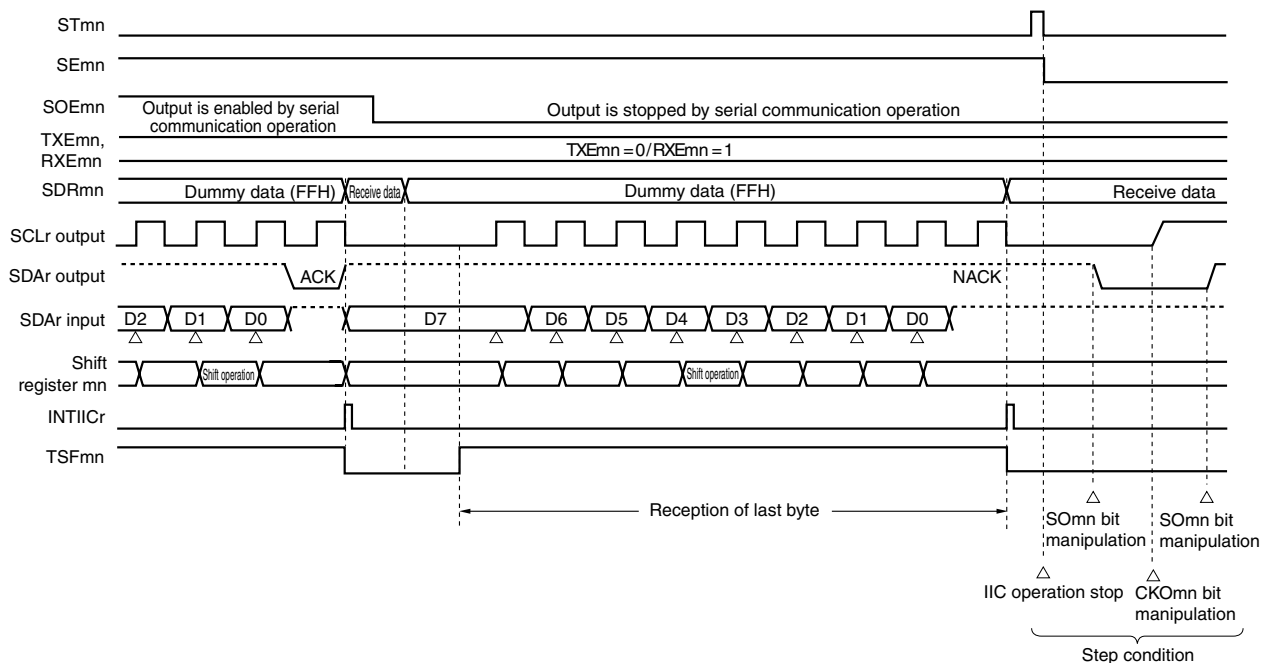 STmn
SEmn
SOEmn
Output is enabled by serial
communication operation
Output is stopped by serial communication operation
TXEmn,
RXEmn
TXEmn = 0 / RXEmn = 1
SDRmn
Dummy data (FFH)
Receive data
Dummy data (FFH)
Receive data
SCLr output
SDAr output
ACK
NACK
SDAr input
D2
D1
D0
D7
D6
D5
D4
D3
D2
D1
D0
Shift
register mn
Shift operation
Shift operation
INTIICr
TSFmn
Reception of last byte
SOmn bit
manipulation
SOmn bit
manipulation
IIC operation stop
CKOmn bit
manipulation
Step condition